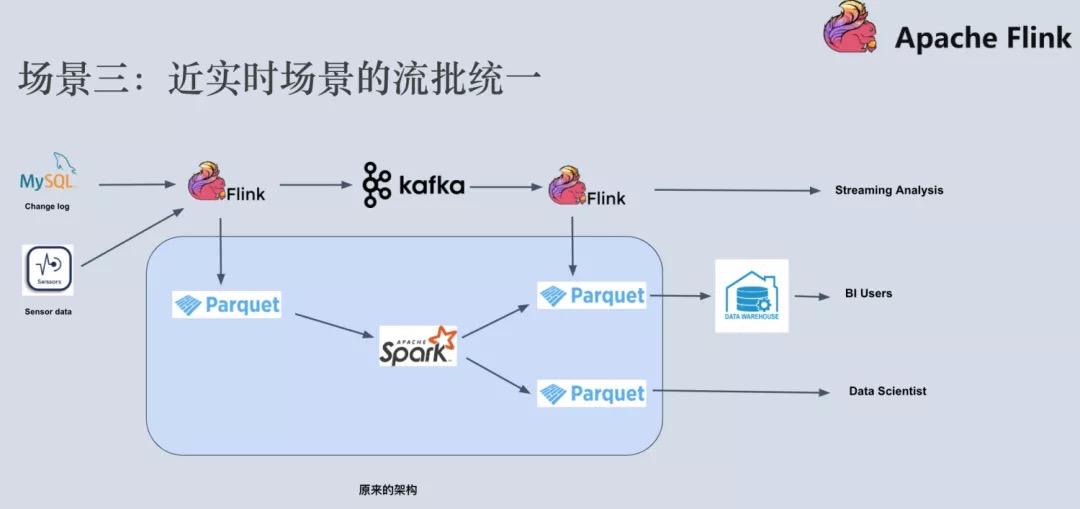 Apache Flink
场景三：近实时场景的流批统一
MySQL
Change log
Flink
kafka
Flink
Streaming Analysis
Sensors
Sensor data
Parquet
Parquet
DATA WAREHOUSE
BI Users
APACHE
Spark
Parquet
Data Scientist
原来的架构